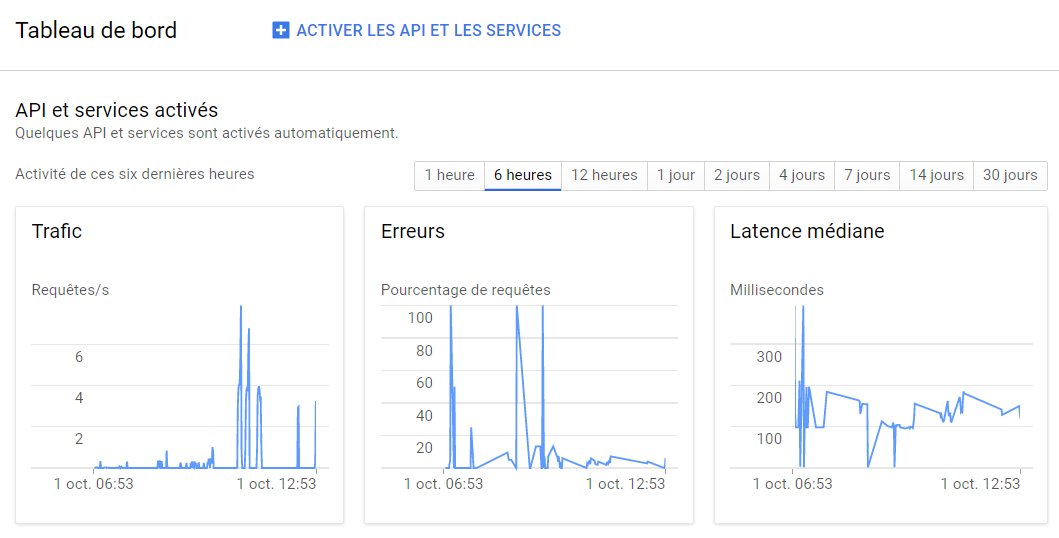 Tableau de bord
ACTIVER LES API ET LES SERVICES
API et services activés
Quelques API et services sont activés automatiquement.
Activité de ces six dernières heures
1 heure 6 heures 12 heures 1 jour 2 jours 4 jours 7 jours 14 jours 30 jours
Trafic
Requêtes/s
6
4
2
1 oct. 06:53 1 oct. 12:53
Erreurs
Pourcentage de requêtes
100
80
60
40
20
1 oct. 06:53 1 oct. 12:53
Latence médiane
Millisecondes
300
200
100
1 oct. 06:53 1 oct. 12:53